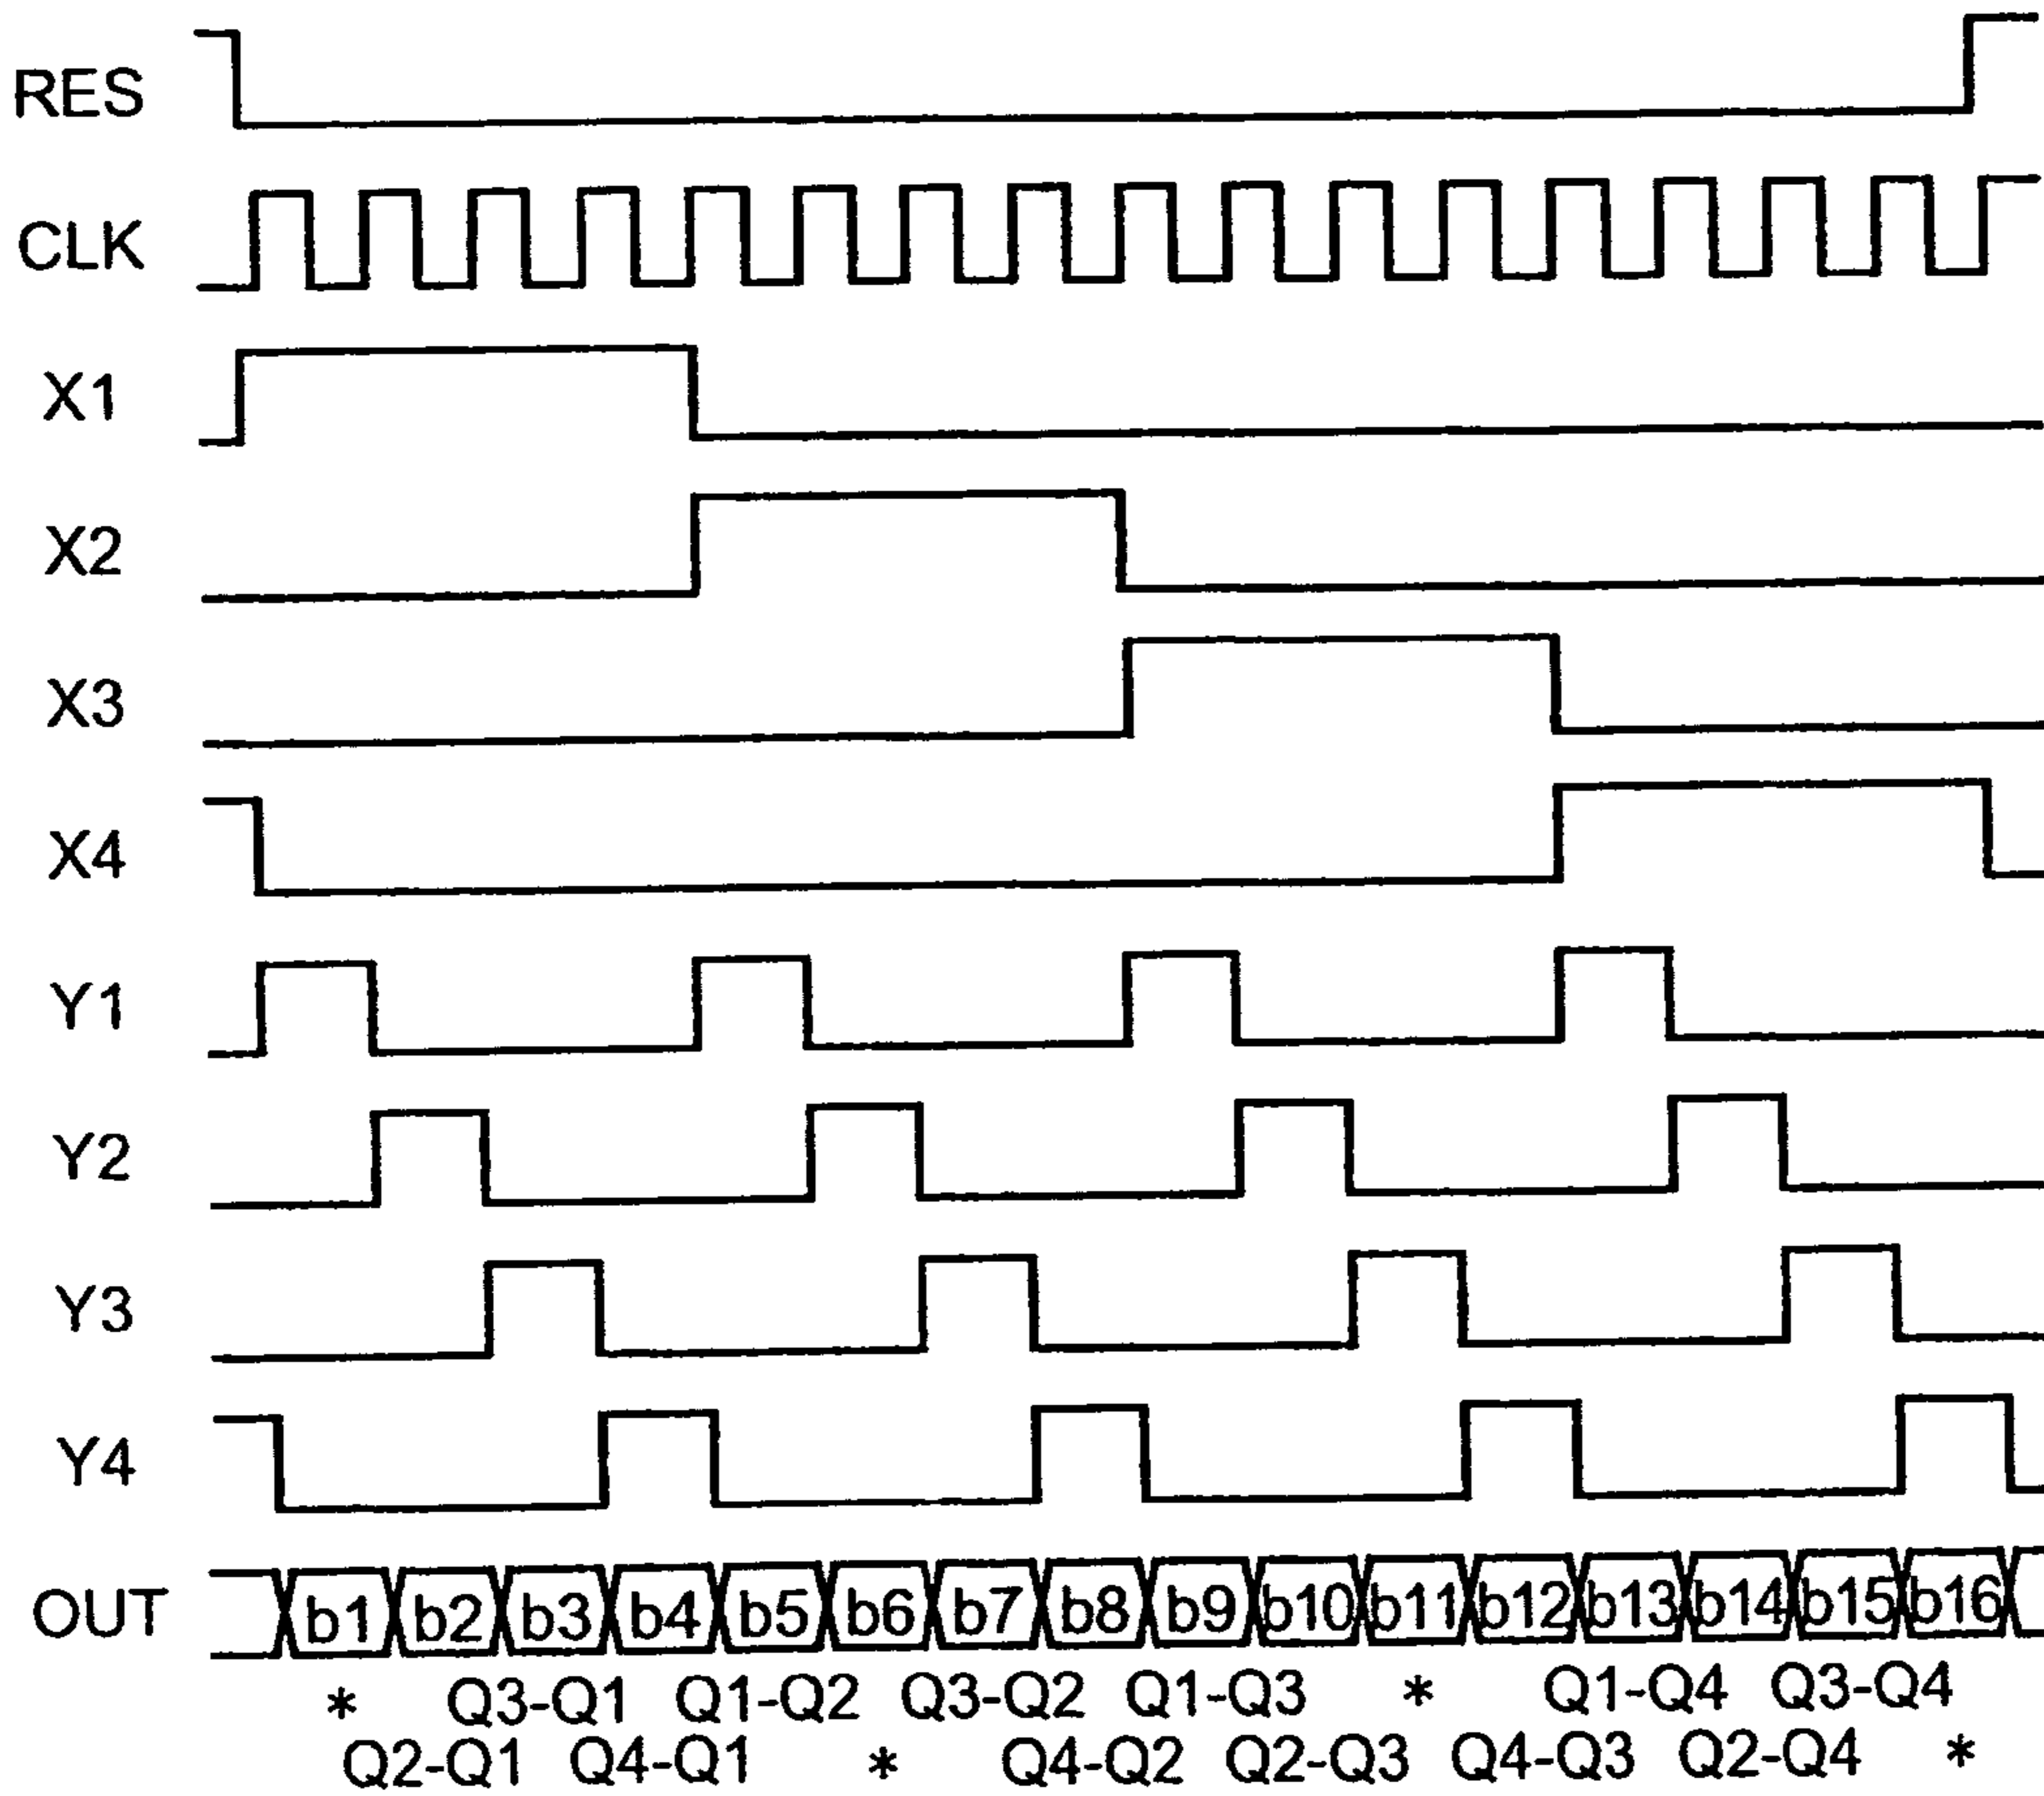 RES
CLK
X1
X2
X3
X4
Y1
Y2
Y3
Y4
OUT b1 b2 b3 b4 b5 b6 b7 b8 b9 b10 b11 b12 b13 b14 b15 b16
* Q3-Q1 Q1-Q2 Q3-Q2 Q1-Q3 * Q1-Q4 Q3-Q4
Q2-Q1 Q4-Q1 * Q4-Q2 Q2-Q3 Q4-Q3 Q2-Q4 *